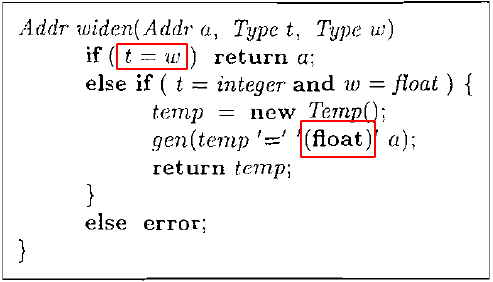 Addr widen(Addr a, Type t, Type w)
if ( t = w ) return a;
else if ( t = integer and w = float ) {
temp = new Temp();
gen(temp '=' '(float)' a);
return temp;
}
else error;
}